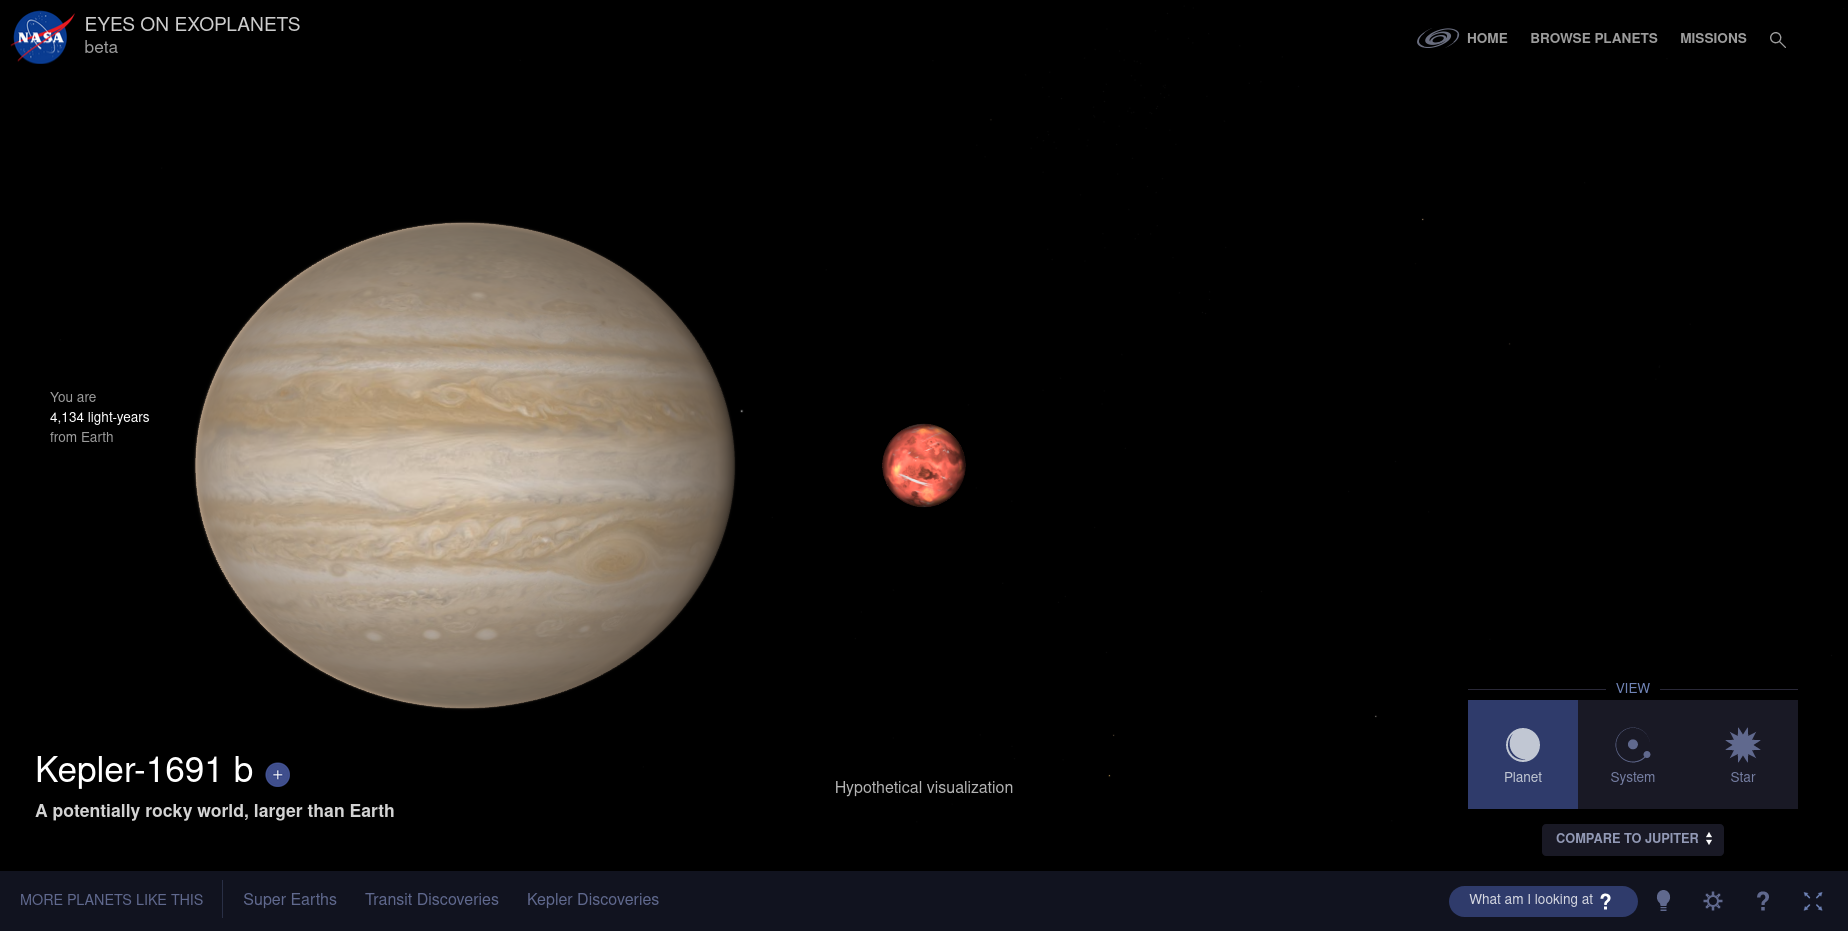 NASA
EYES ON EXOPLANETS
beta
HOME
BROWSE PLANETS
MISSIONS
You are
4,134 light-years
from Earth
Kepler-1691 b +
A potentially rocky world, larger than Earth
Hypothetical visualization
VIEW
Planet
System
Star
COMPARE TO JUPITER
MORE PLANETS LIKE THIS
Super Earths
Transit Discoveries
Kepler Discoveries
What am I looking at ?
?